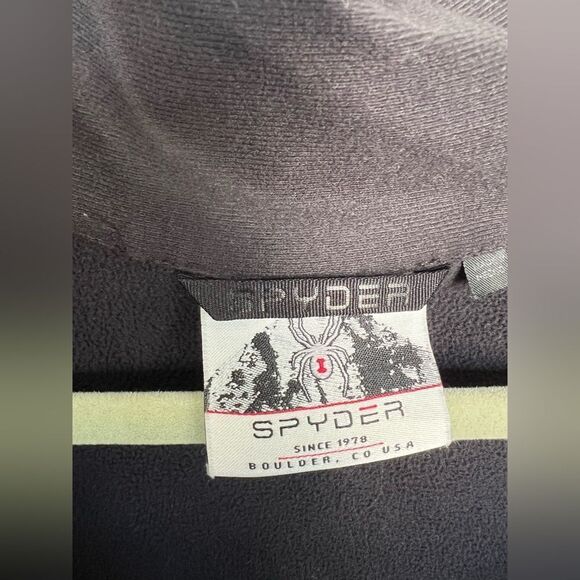 SPYDER
SPYDER
SINCE 1978
BOULDER, CO USA